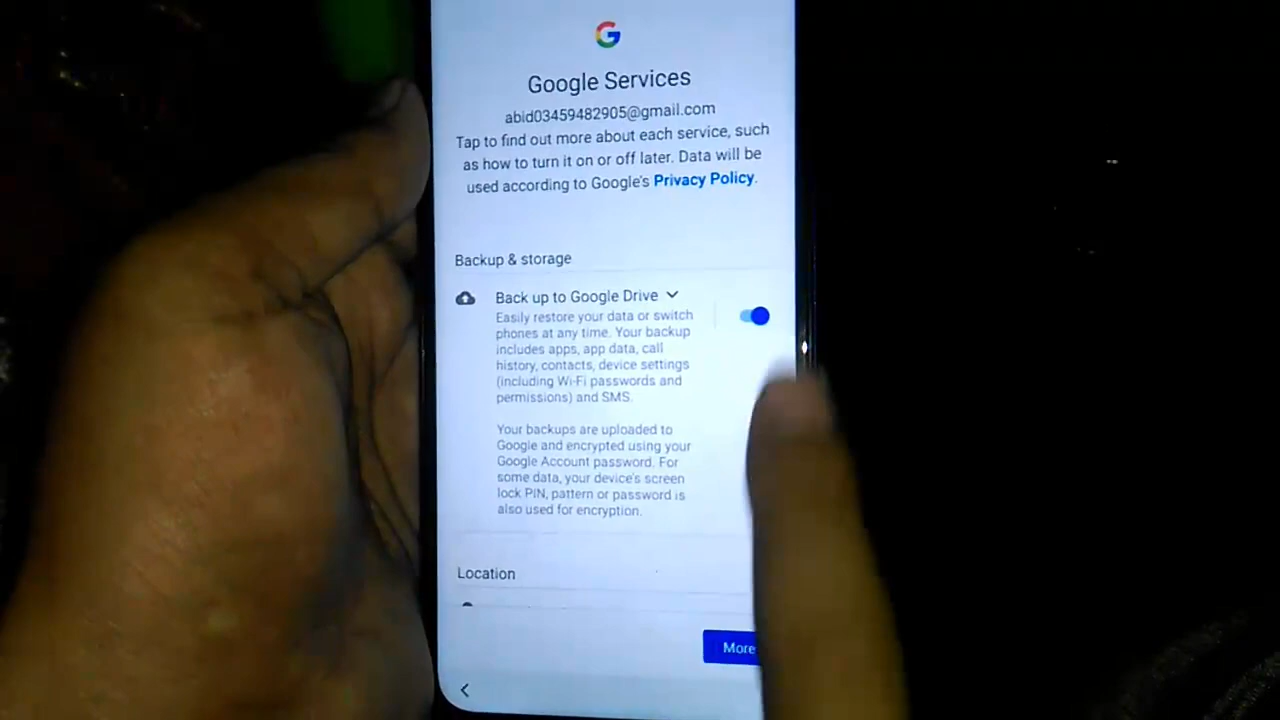 Google Services
abid03459482905@gmail.com
Tap to find out more about each service, such
as how to turn it on or off later. Data will be
used according to Google's Privacy Policy.
Backup & storage
Back up to Google Drive
Easily restore your data or switch
phones at any time. Your backup
includes apps, app data, call
history, contacts, device settings
(including Wi-Fi passwords and
permissions) and SMS.
Your backups are uploaded to
Google and encrypted using your
Google Account password. For
some data, your device's screen
lock PIN, pattern or password is
also used for encryption.
Location
More